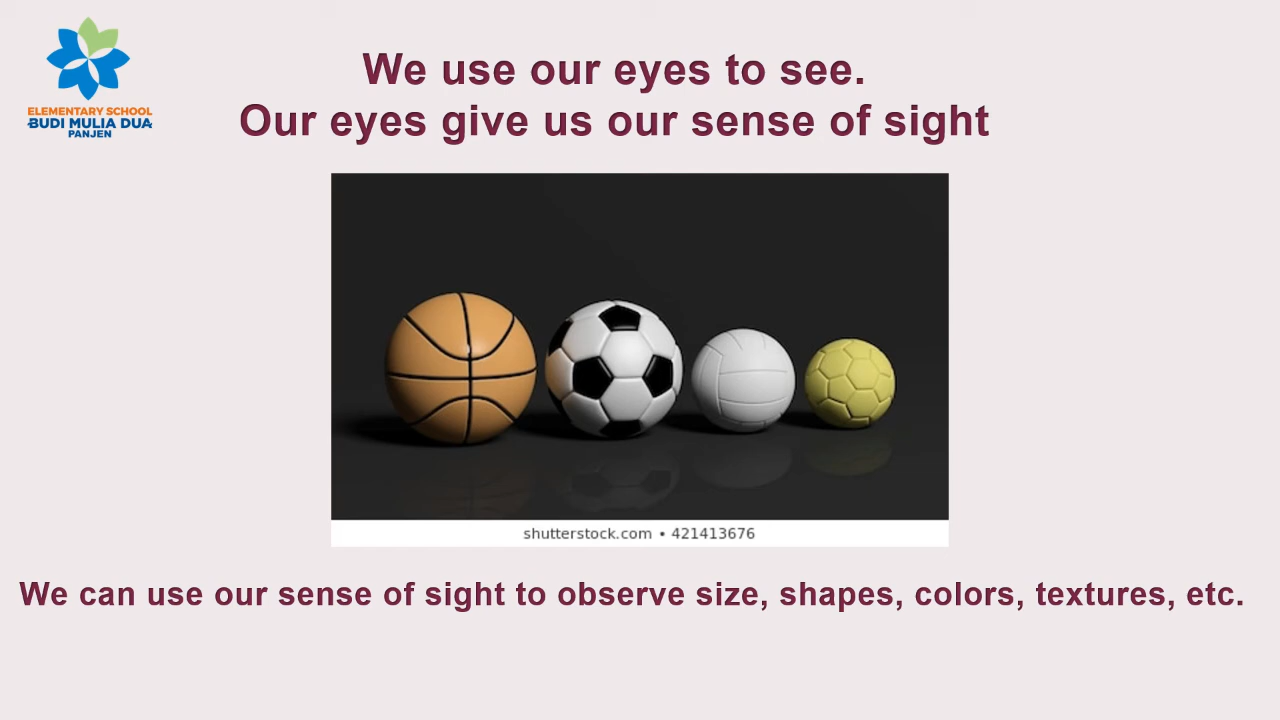 We use our eyes to see.
Our eyes give us our sense of sight
ELEMENTARY SCHOOL
BUDI MULIA DUA
PANJEN
shutterstock.com • 421413676
We can use our sense of sight to observe size, shapes, colors, textures, etc.